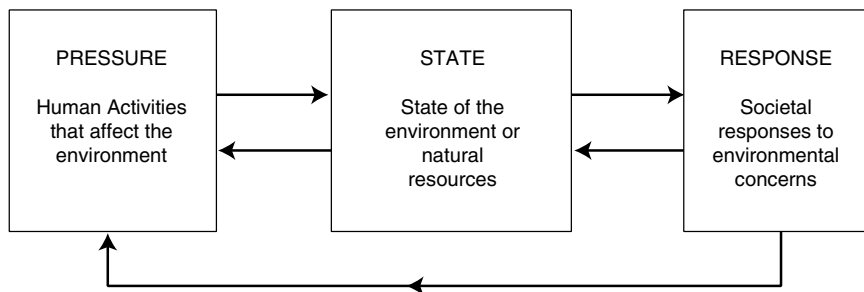 PRESSURE
Human Activities
that affect the
environment
STATE
State of the
environment or
natural
resources
RESPONSE
Societal
responses to
environmental
concerns